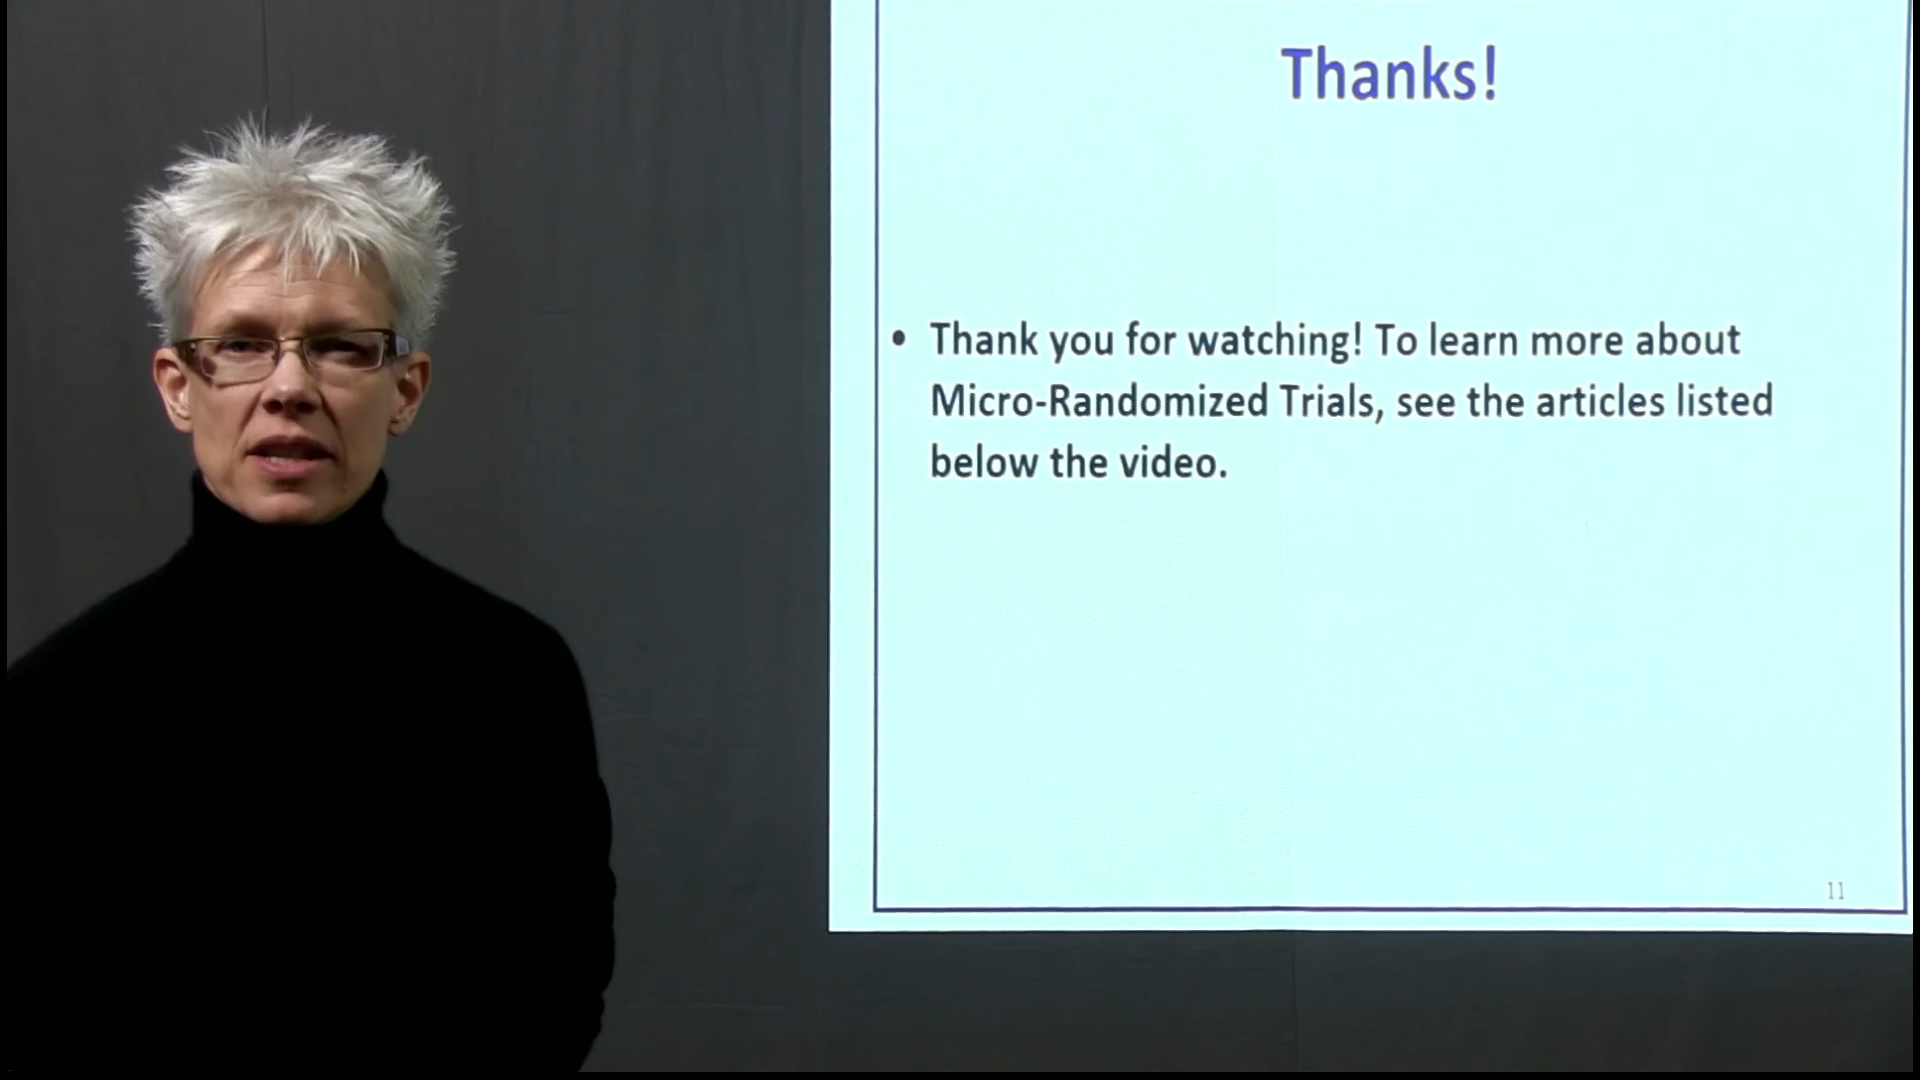 Thanks!
• Thank you for watching! To learn more about
Micro-Randomized Trials, see the articles listed
below the video.
11